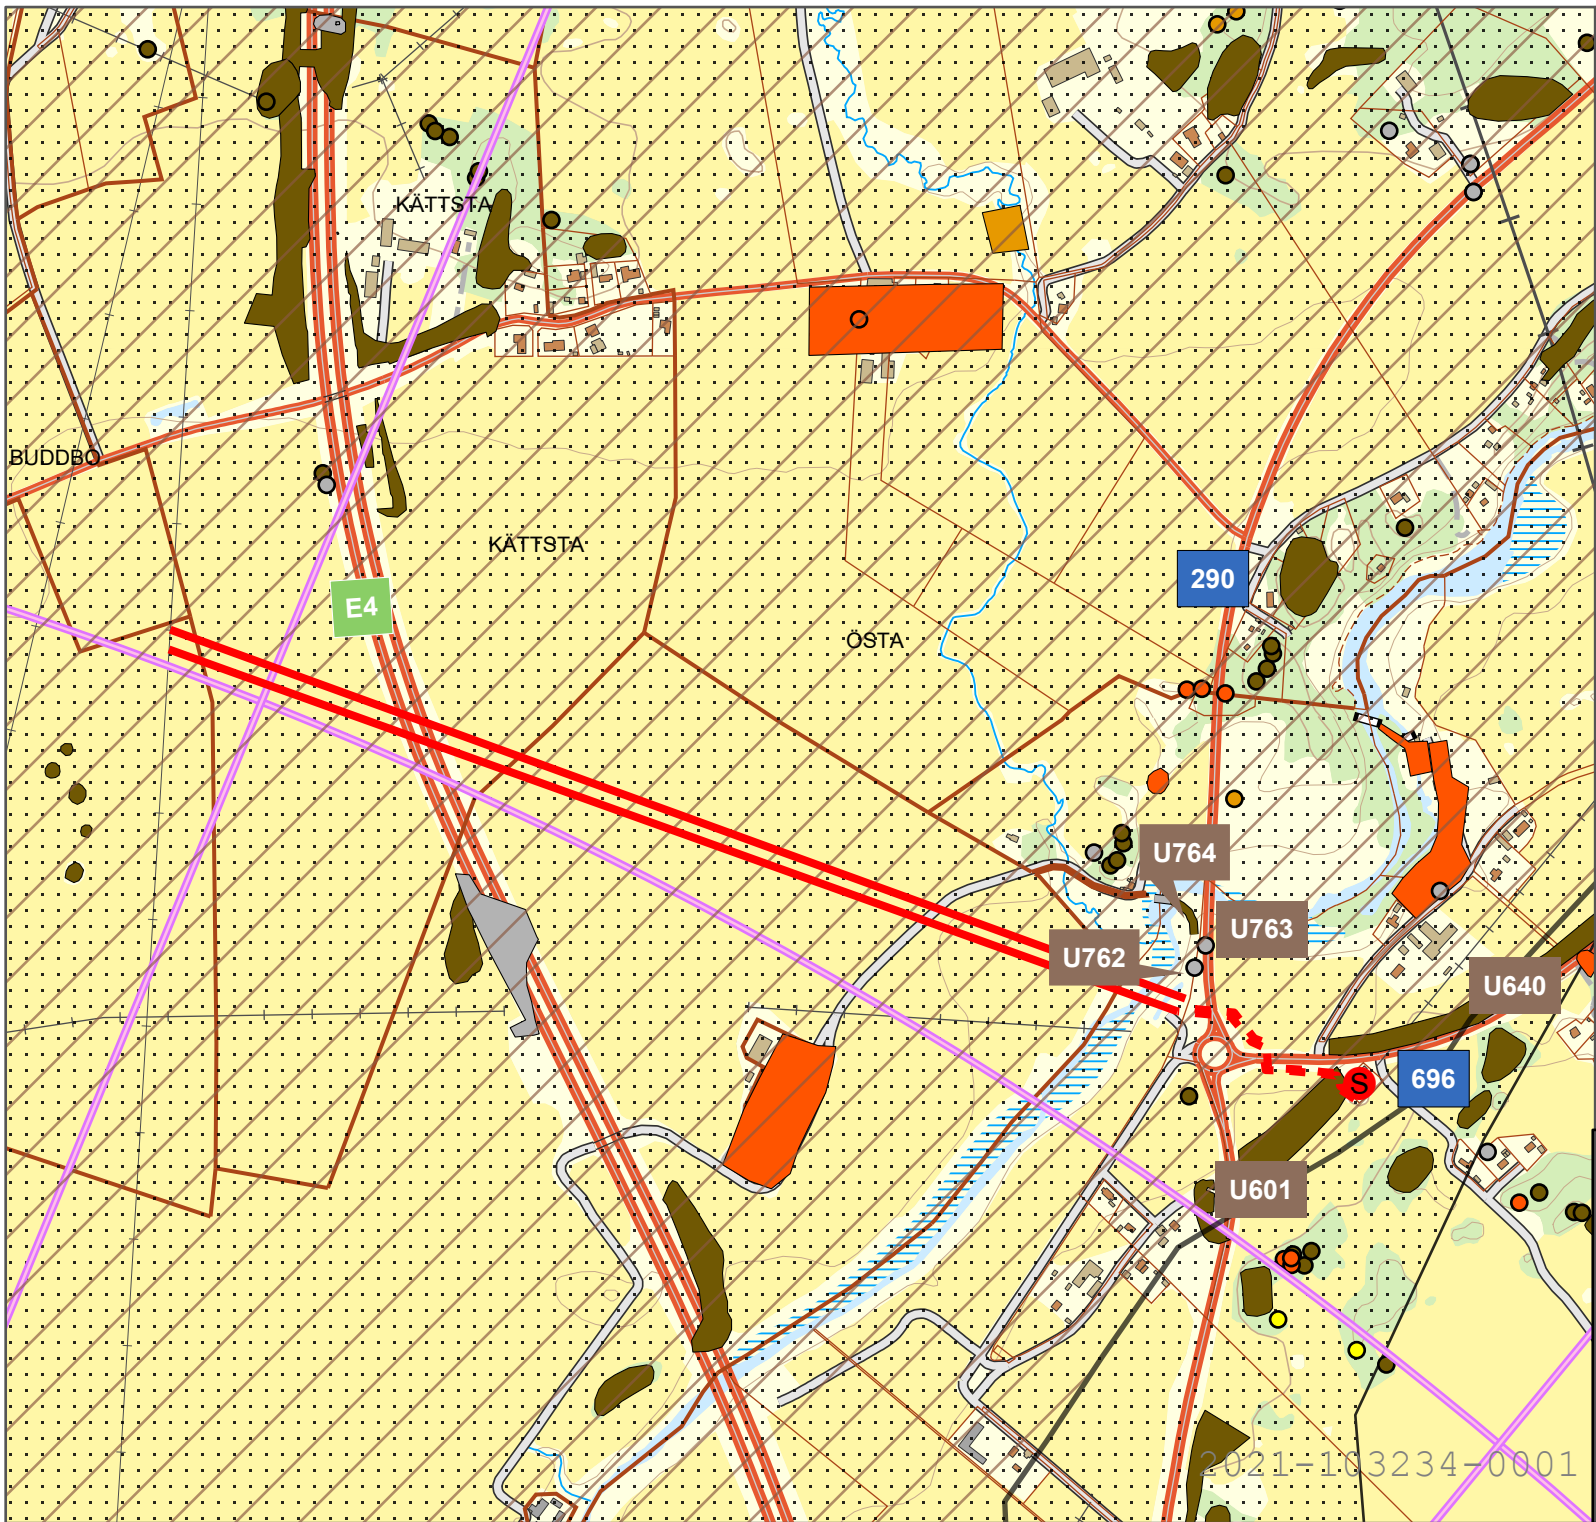 KÄTTSTA
BUDDBO
KÄTTSTA
290
E4
ÖSTA
U764
U763
U762
U640
696
S
U601
2021-103234-0001